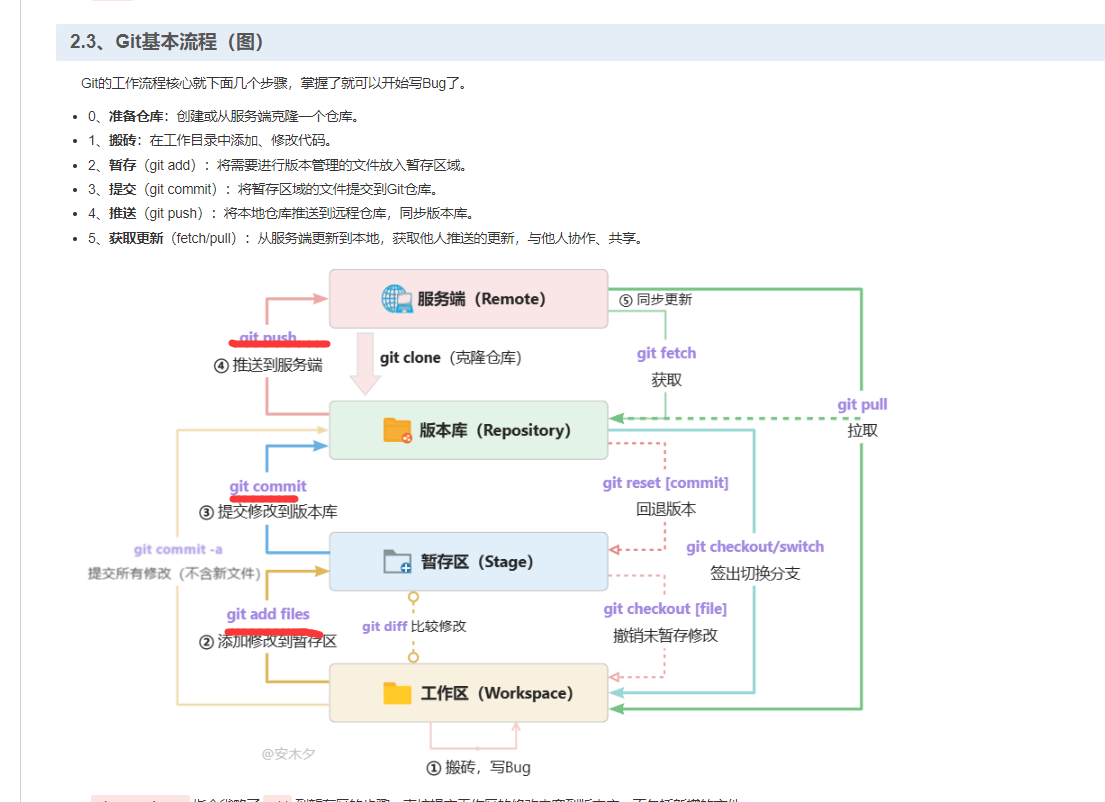 2.3、Git基本流程（图）
Git的工作流程核心就下面几个步骤，掌握了就可以开始写Bug了。
• 0、准备仓库：创建或从服务端克隆一个仓库。
• 1、搬砖：在工作目录中添加、修改代码。
• 2、暂存（git add）：将需要进行版本管理的文件放入暂存区域。
• 3、提交（git commit）：将暂存区域的文件提交到Git仓库。
• 4、推送（git push）：将本地仓库推送到远程仓库，同步版本库。
• 5、获取更新（fetch/pull）：从服务端更新到本地，获取他人推送的更新，与他人协作、共享。
服务端（Remote）
⑤ 同步更新
git push
④ 推送到服务端
git clone（克隆仓库）
git fetch
获取
git pull
拉取
版本库（Repository）
git commit
③ 提交修改到版本库
git reset [commit]
回退版本
git commit -a
提交所有修改（不含新文件）
git checkout/switch
签出切换分支
暂存区（Stage）
git add files
② 添加修改到暂存区
git diff 比较修改
git checkout [file]
撤销未暂存修改
工作区（Workspace）
@安木夕
① 搬砖，写Bug